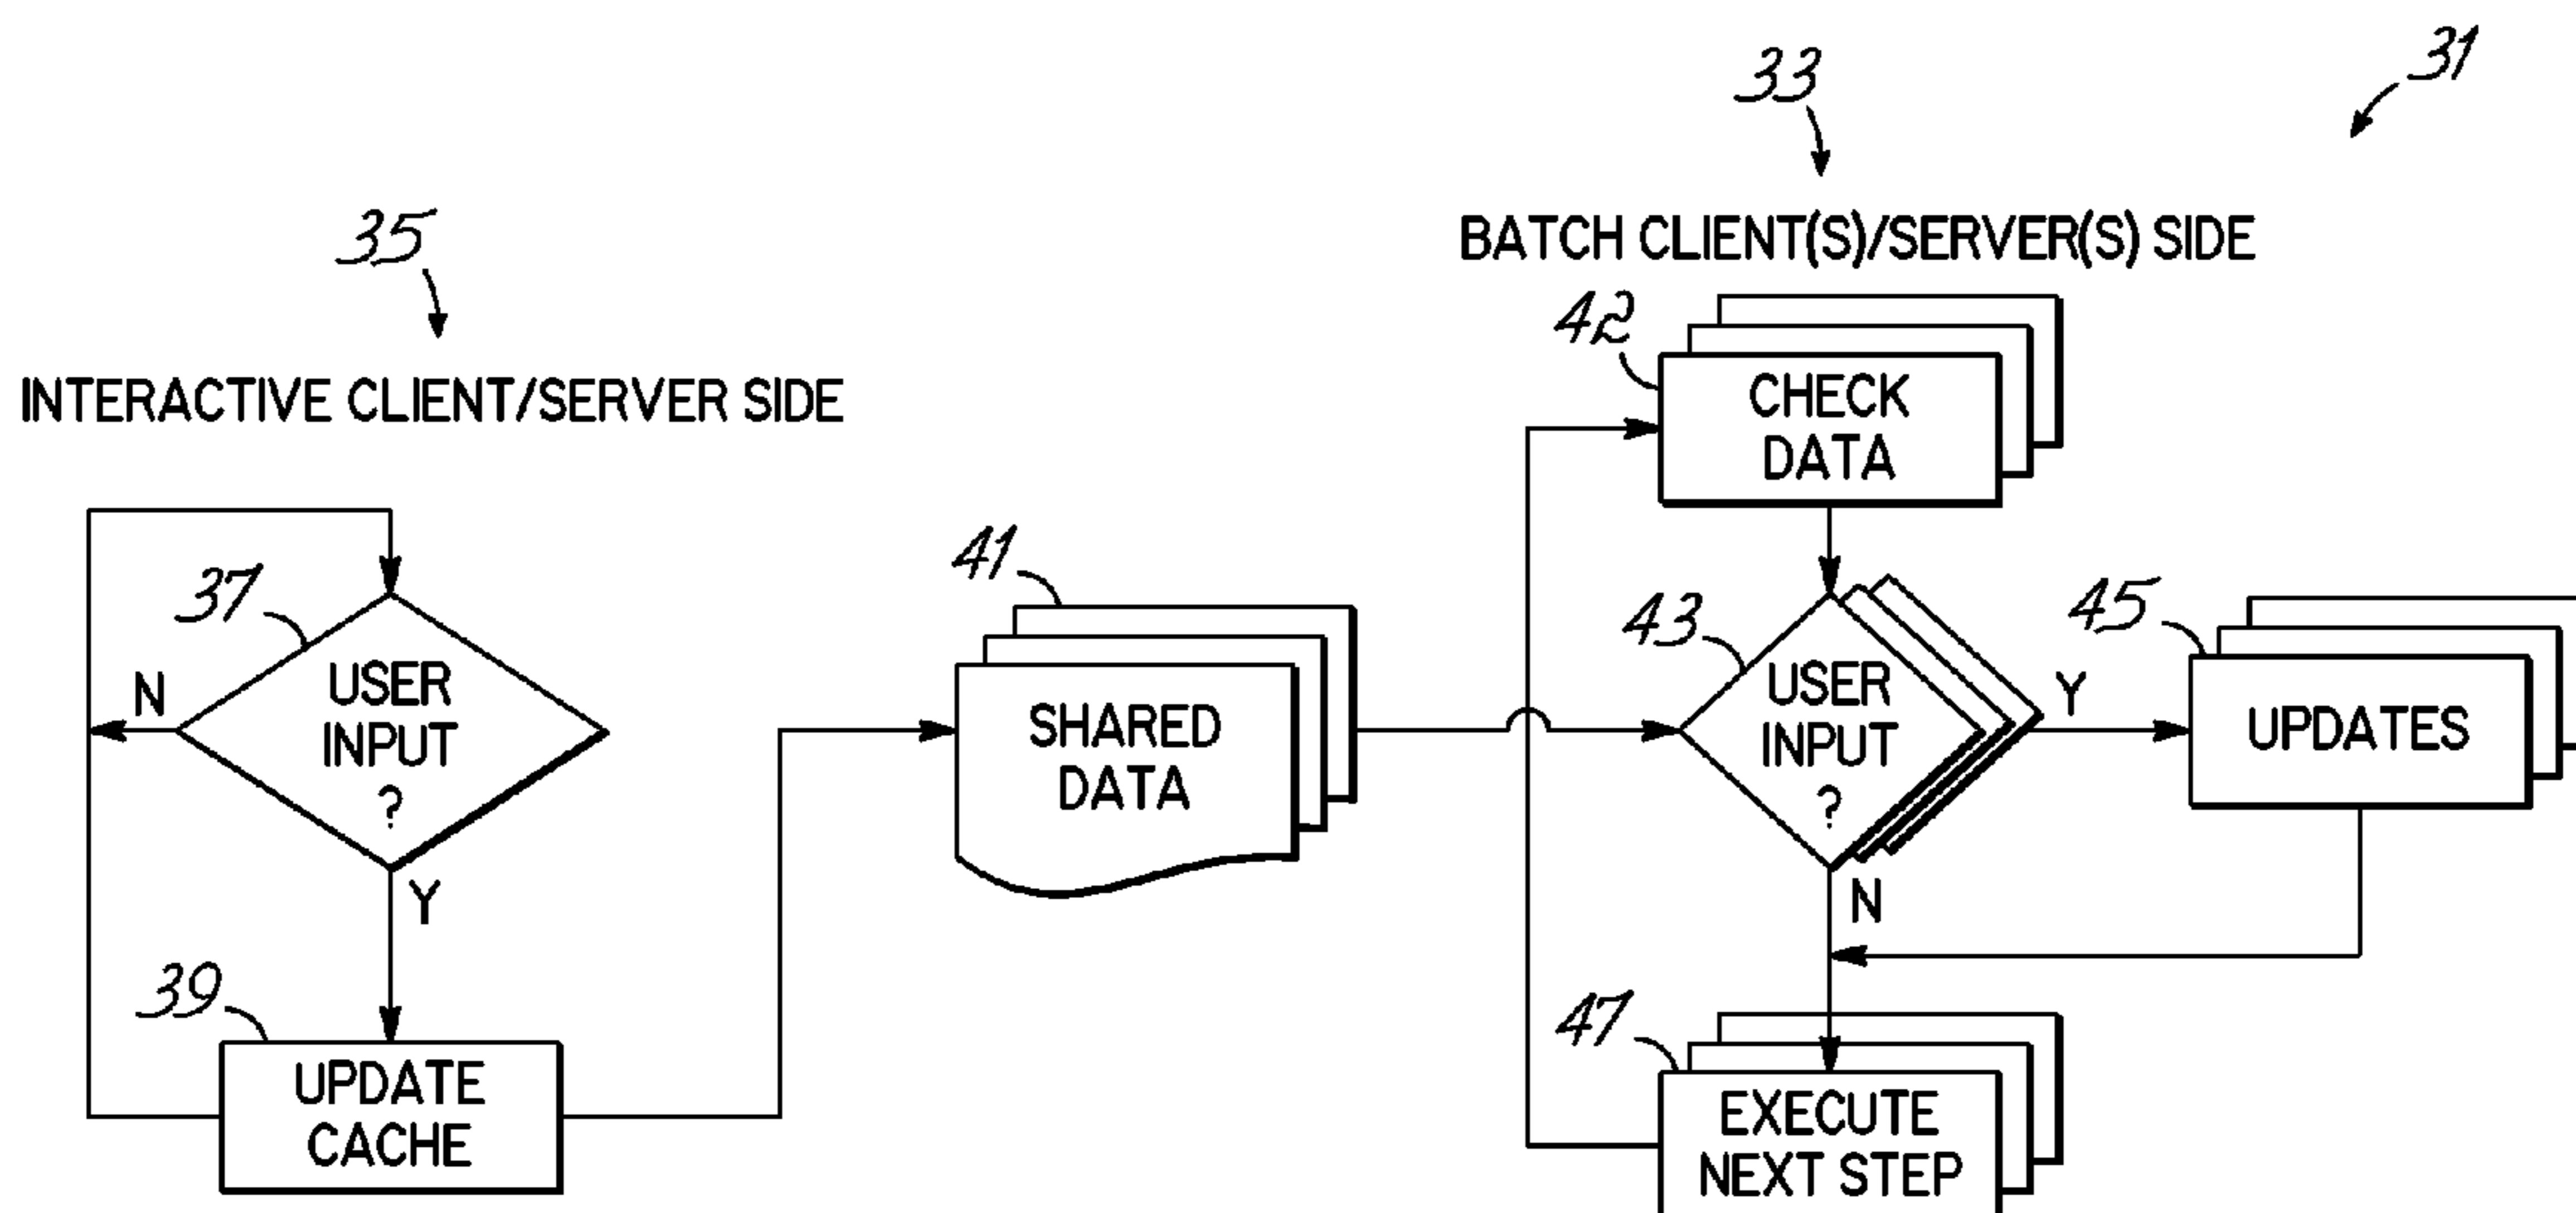 31
33
BATCH CLIENT(S)/SERVER(S) SIDE
35
INTERACTIVE CLIENT/SERVER SIDE
42
CHECK
DATA
37
USER
INPUT
?
N
Y
39
UPDATE
CACHE
41
SHARED
DATA
43
USER
INPUT
?
Y
N
45
UPDATES
47
EXECUTE
NEXT STEP